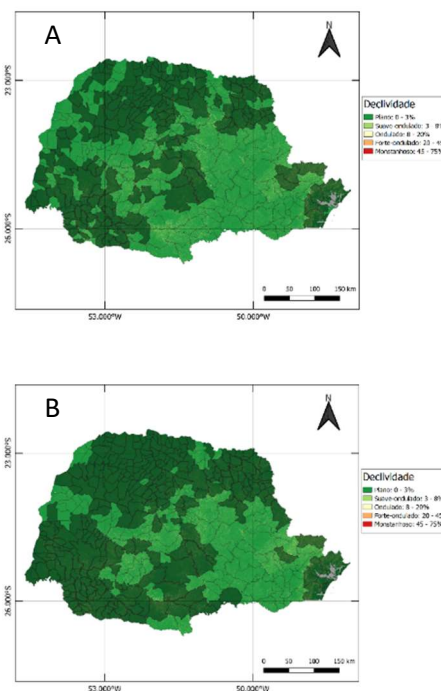 A
N
23.000°S
26.000°S
53.000°W
50.000°W
0 50 100 150 km
Declividade
Plano: 0 - 3%
Suave-ondulado: 3 - 8%
Ondulado: 8 - 20%
Forte-ondulado: 20 - 45
Montanhoso: 45 - 75%
B
N
23.000°S
26.000°S
53.000°W
50.000°W
0 50 100 150 km
Declividade
Plano: 0 - 3%
Suave-ondulado: 3 - 8%
Ondulado: 8 - 20%
Forte-ondulado: 20 - 45
Montanhoso: 45 - 75%